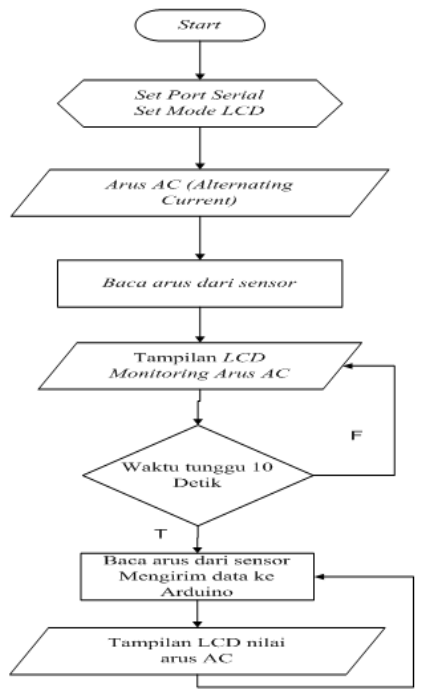 Start
Set Port Serial
Set Mode LCD
Arus AC (Alternating
Current)
Baca arus dari sensor
Tampilan LCD
Monitoring Arus AC
F
Waktu tunggu 10
Detik
T
Baca arus dari sensor
Mengirim data ke
Arduino
Tampilan LCD nilai
arus AC